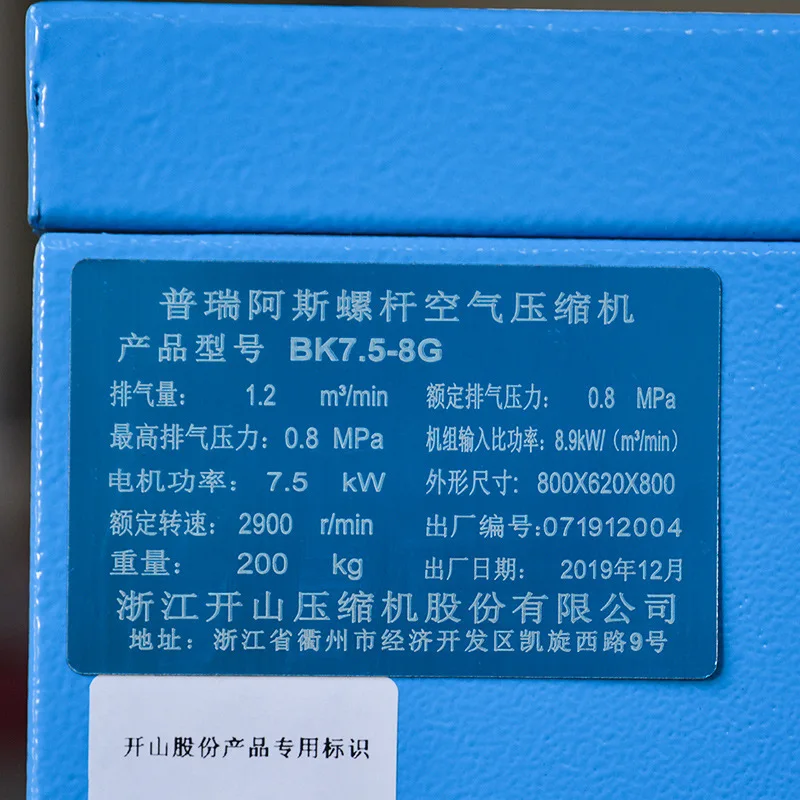 普瑞阿斯螺杆空气压缩机
产品型号 BK7.5-8G
排气量: 1.2 m³/min 额定排气压力: 0.8 MPa
最高排气压力: 0.8 MPa 机组输入比功率: 8.9kW/（m³/min）
电机功率: 7.5 kW 外形尺寸: 800X620X800
额定转速: 2900 r/min 出厂编号:071912004
重量: 200 kg 出厂日期: 2019年12月
浙江开山压缩机股份有限公司
地址: 浙江省衢州市经济开发区凯旋西路9号
开山股份产品专用标识